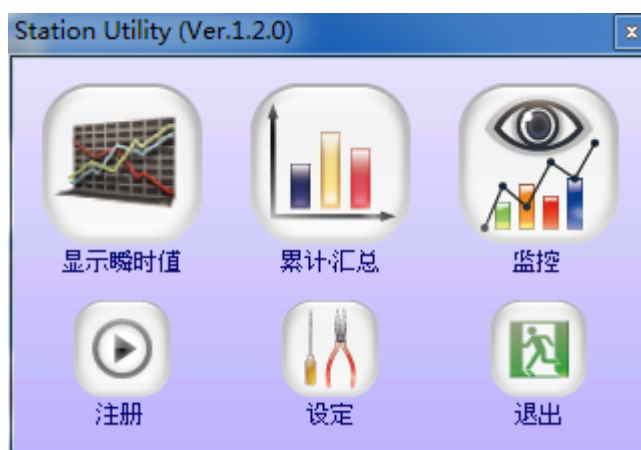 Station Utility (Ver.1.2.0)
显示瞬时值
累计·汇总
监控
注册
设定
退出